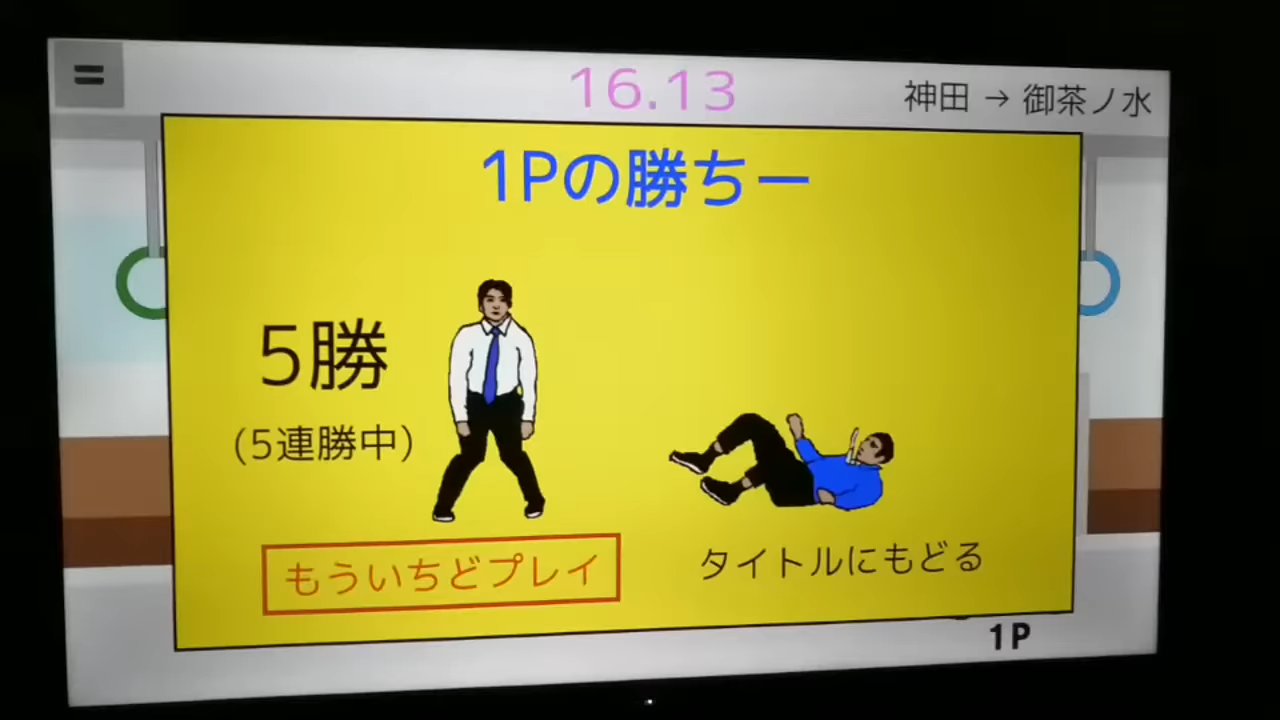 16.13
神田 → 御茶ノ水
1Pの勝ちー
5勝
(5連勝中)
もういちどプレイ
タイトルにもどる
1P